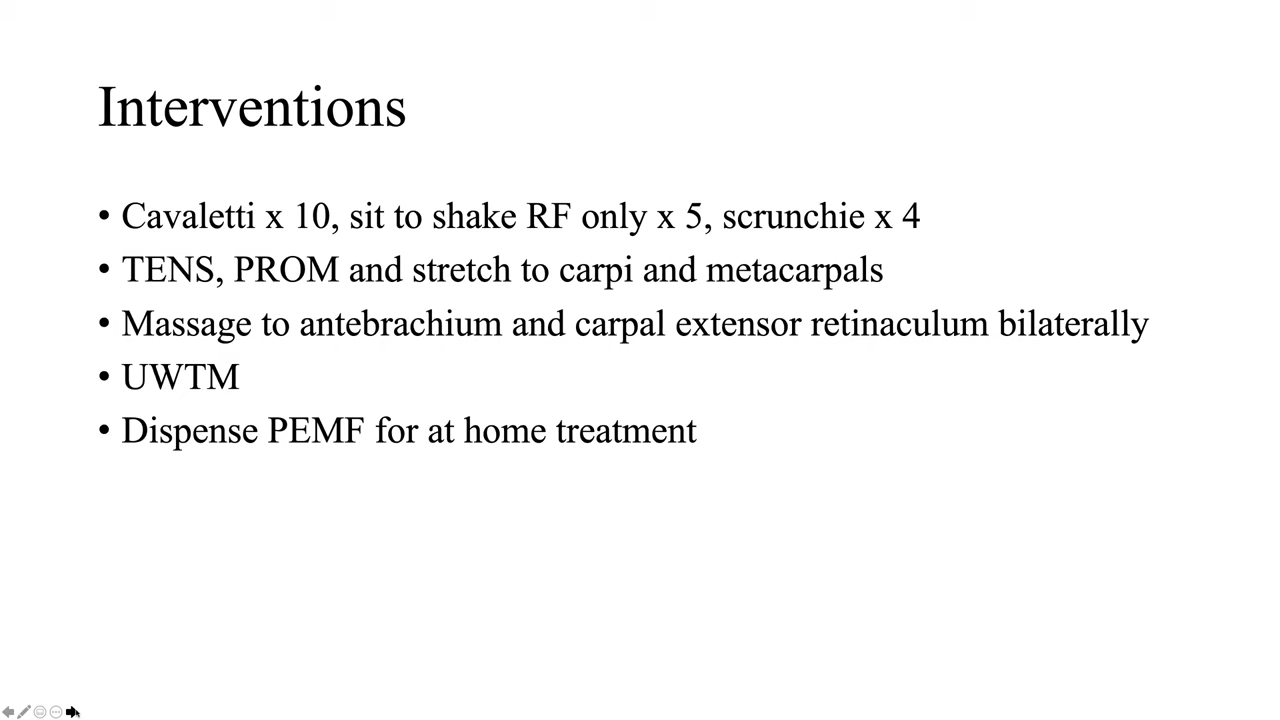 Interventions
• Cavaletti x 10, sit to shake RF only x 5, scrunchie x 4
• TENS, PROM and stretch to carpi and metacarpals
• Massage to antebrachium and carpal extensor retinaculum bilaterally
• UWTM
• Dispense PEMF for at home treatment